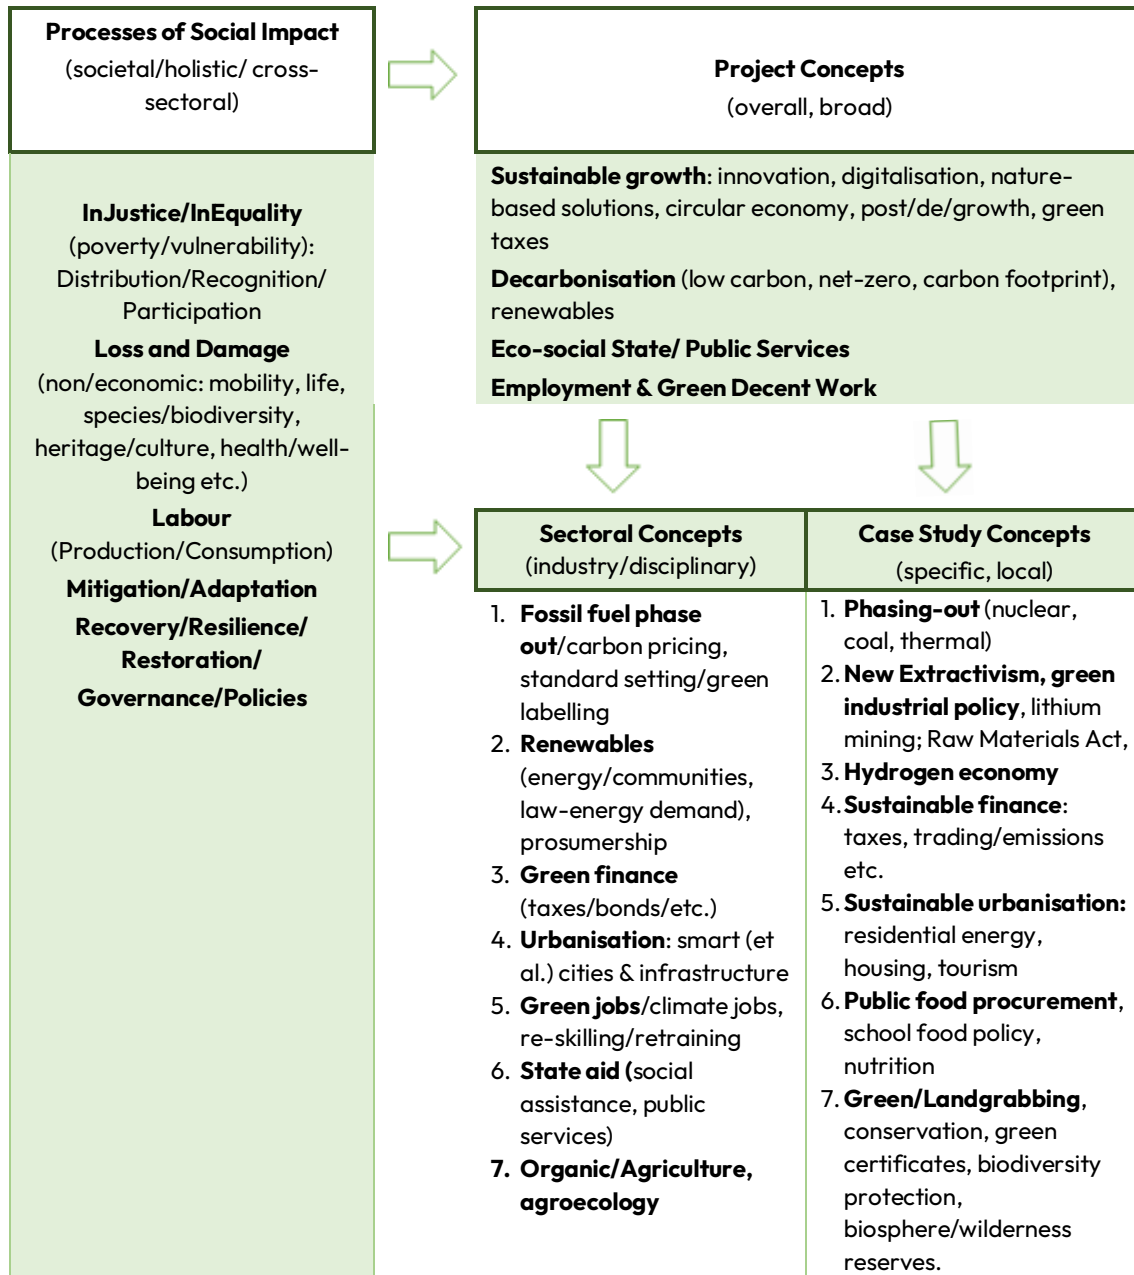 Processes of Social Impact
(societal/holistic/ cross-
sectoral)
InJustice/InEquality
(poverty/vulnerability):
Distribution/Recognition/
Participation
Loss and Damage
(non/economic: mobility, life,
species/biodiversity,
heritage/culture, health/well-
being etc.)
Labour
(Production/Consumption)
Mitigation/Adaptation
Recovery/Resilience/
Restoration/
Governance/Policies
Project Concepts
(overall, broad)
Sustainable growth: innovation, digitalisation, nature-
based solutions, circular economy, post/de/growth, green
taxes
Decarbonisation (low carbon, net-zero, carbon footprint),
renewables
Eco-social State/ Public Services
Employment & Green Decent Work
Sectoral Concepts
(industry/disciplinary)
1. Fossil fuel phase
out/carbon pricing,
standard setting/green
labelling
2. Renewables
(energy/communities,
law-energy demand),
prosumership
3. Green finance
(taxes/bonds/etc.)
4. Urbanisation: smart (et
al.) cities & infrastructure
5. Green jobs/climate jobs,
re-skilling/retraining
6. State aid (social
assistance, public
services)
7. Organic/Agriculture,
agroecology
Case Study Concepts
(specific, local)
1. Phasing-out (nuclear,
coal, thermal)
2. New Extractivism, green
industrial policy, lithium
mining; Raw Materials Act,
3. Hydrogen economy
4. Sustainable finance:
taxes, trading/emissions
etc.
5. Sustainable urbanisation:
residential energy,
housing, tourism
6. Public food procurement,
school food policy,
nutrition
7. Green/Landgrabbing,
conservation, green
certificates, biodiversity
protection,
biosphere/wilderness
reserves.